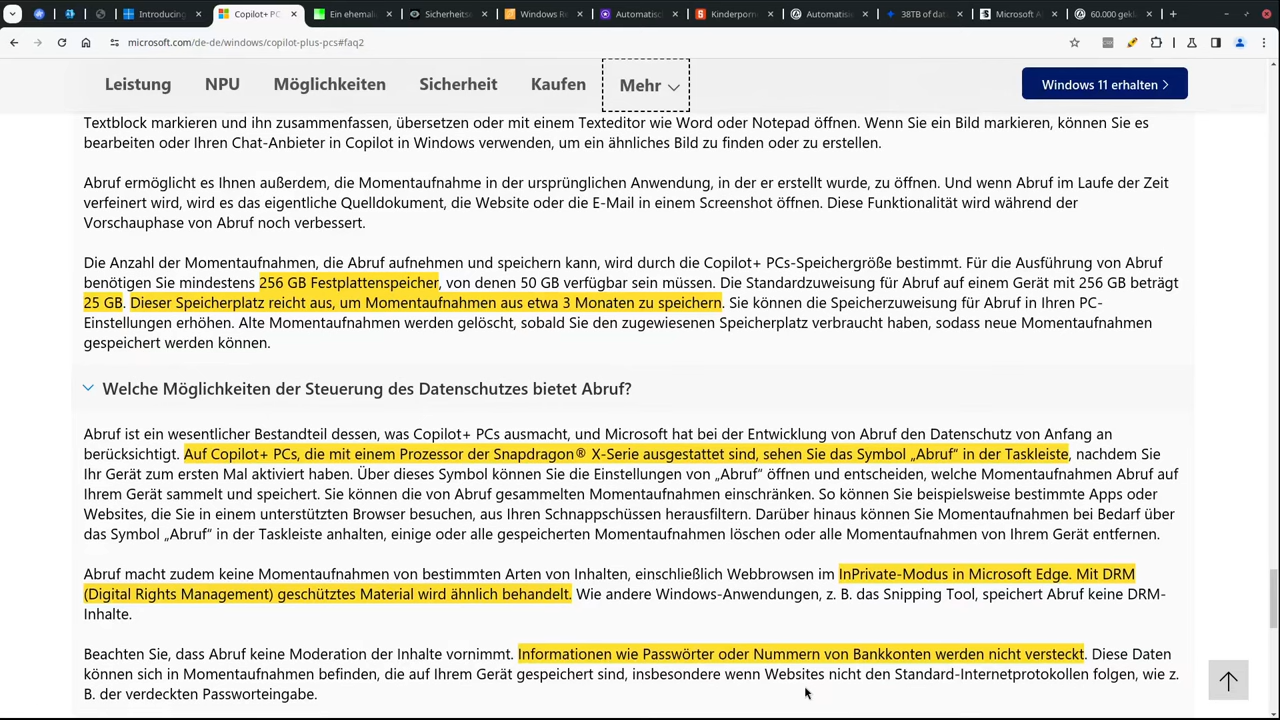 Introducing
Copilot+ PCs
Ein ehemali
Sicherheits
Windows Re
Automatisc
Kinderporn
Automatisie
38TB of dat
Microsoft A
60.000 gekl
microsoft.com/de-de/windows/copilot-plus-pcs#faq2
Leistung NPU Möglichkeiten Sicherheit Kaufen Mehr Windows 11 erhalten
Textblock markieren und ihn zusammenfassen, übersetzen oder mit einem Texteditor wie Word oder Notepad öffnen. Wenn Sie ein Bild markieren, können Sie es
bearbeiten oder Ihren Chat-Anbieter in Copilot in Windows verwenden, um ein ähnliches Bild zu finden oder zu erstellen.
Abruf ermöglicht es Ihnen außerdem, die Momentaufnahme in der ursprünglichen Anwendung, in der er erstellt wurde, zu öffnen. Und wenn Abruf im Laufe der Zeit
verfeinert wird, wird es das eigentliche Quelldokument, die Website oder die E-Mail in einem Screenshot öffnen. Diese Funktionalität wird während der
Vorschauphase von Abruf noch verbessert.
Die Anzahl der Momentaufnahmen, die Abruf aufnehmen und speichern kann, wird durch die Copilot+ PCs-Speichergröße bestimmt. Für die Ausführung von Abruf
benötigen Sie mindestens 256 GB Festplattenspeicher, von denen 50 GB verfügbar sein müssen. Die Standardzuweisung für Abruf auf einem Gerät mit 256 GB beträgt
25 GB. Dieser Speicherplatz reicht aus, um Momentaufnahmen aus etwa 3 Monaten zu speichern. Sie können die Speicherzuweisung für Abruf in Ihren PC-
Einstellungen erhöhen. Alte Momentaufnahmen werden gelöscht, sobald Sie den zugewiesenen Speicherplatz verbraucht haben, sodass neue Momentaufnahmen
gespeichert werden können.
Welche Möglichkeiten der Steuerung des Datenschutzes bietet Abruf?
Abruf ist ein wesentlicher Bestandteil dessen, was Copilot+ PCs ausmacht, und Microsoft hat bei der Entwicklung von Abruf den Datenschutz von Anfang an
berücksichtigt. Auf Copilot+ PCs, die mit einem Prozessor der Snapdragon® X-Serie ausgestattet sind, sehen Sie das Symbol „Abruf“ in der Taskleiste, nachdem Sie
Ihr Gerät zum ersten Mal aktiviert haben. Über dieses Symbol können Sie die Einstellungen von „Abruf“ öffnen und entscheiden, welche Momentaufnahmen Abruf auf
Ihrem Gerät sammelt und speichert. Sie können die von Abruf gesammelten Momentaufnahmen einschränken. So können Sie beispielsweise bestimmte Apps oder
Websites, die Sie in einem unterstützten Browser besuchen, aus Ihren Schnappschüssen herausfiltern. Darüber hinaus können Sie Momentaufnahmen bei Bedarf über
das Symbol „Abruf“ in der Taskleiste anhalten, einige oder alle gespeicherten Momentaufnahmen löschen oder alle Momentaufnahmen von Ihrem Gerät entfernen.
Abruf macht zudem keine Momentaufnahmen von bestimmten Arten von Inhalten, einschließlich Webbrowsen im InPrivate-Modus in Microsoft Edge. Mit DRM
(Digital Rights Management) geschütztes Material wird ähnlich behandelt. Wie andere Windows-Anwendungen, z. B. das Snipping Tool, speichert Abruf keine DRM-
Inhalte.
Beachten Sie, dass Abruf keine Moderation der Inhalte vornimmt. Informationen wie Passwörter oder Nummern von Bankkonten werden nicht versteckt. Diese Daten
können sich in Momentaufnahmen befinden, die auf Ihrem Gerät gespeichert sind, insbesondere wenn Websites nicht den Standard-Internetprotokollen folgen, wie z.
B. der verdeckten Passworteingabe.